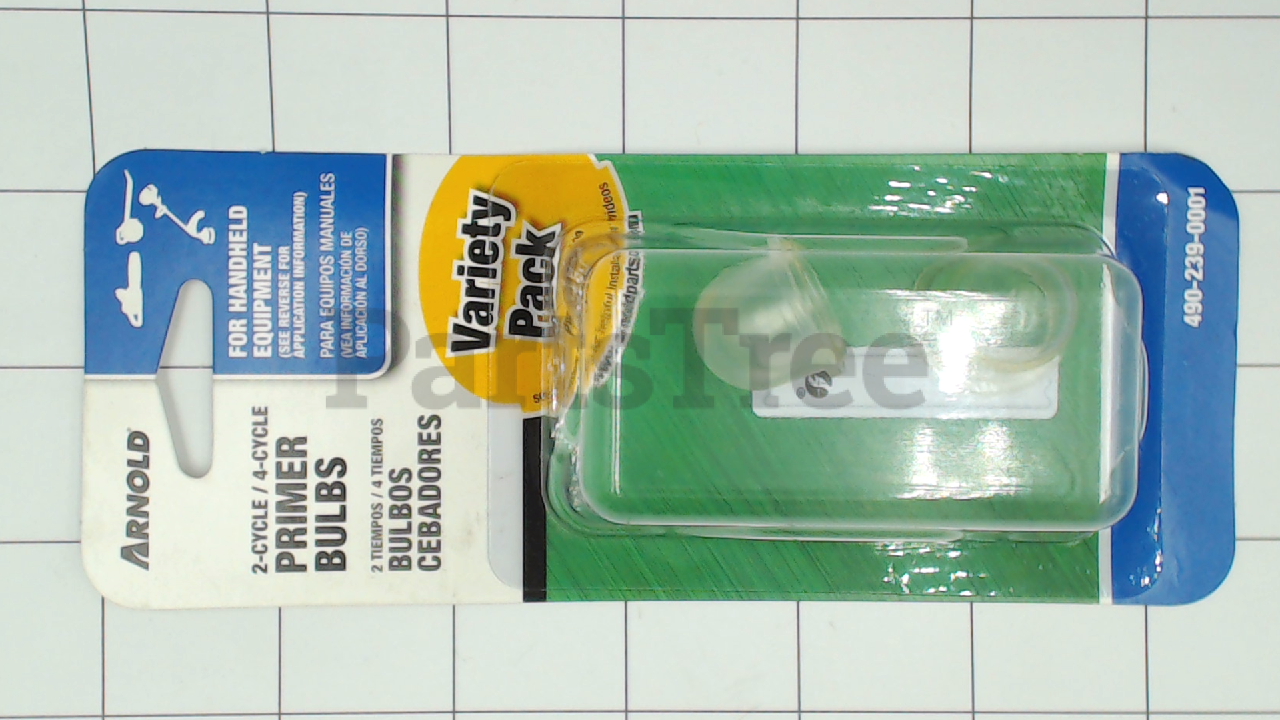 ARNOLD
FOR HANDHELD
EQUIPMENT
(SEE REVERSE FOR
APPLICATION INFORMATION)
PARA EQUIPOS MANUALES
(VEA INFORMACIÓN DE
APLICACIÓN AL DORSO)
2-CYCLE / 4-CYCLE
PRIMER
BULBS
2 TIEMPOS / 4 TIEMPOS
BULBOS
CEBADORES
Variety
Pack
videos
490-239-0001
PartsTree
TM